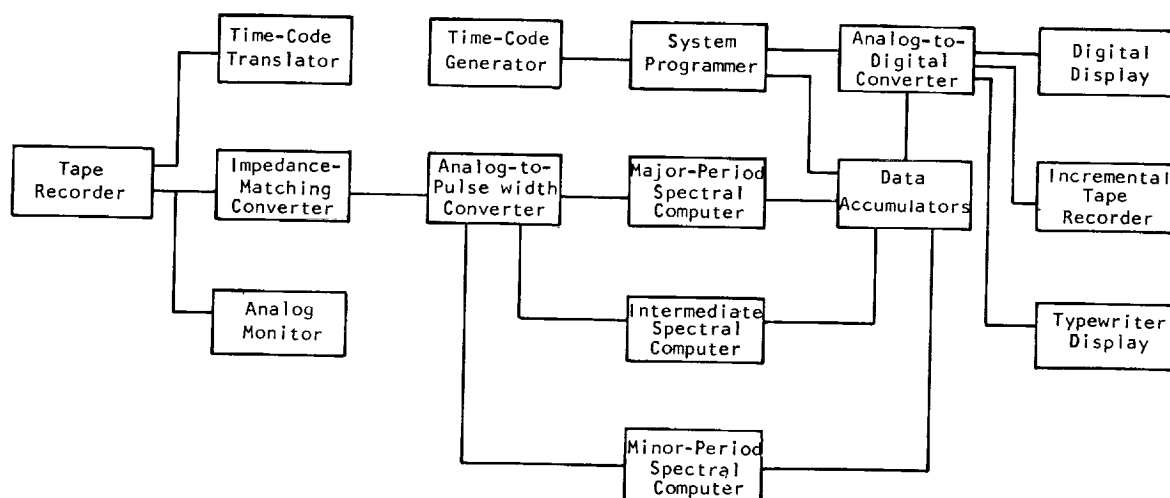 Time-Code
Translator
Time-Code
Generator
System
Programmer
Analog-to-
Digital
Converter
Digital
Display
Tape
Recorder
Impedance-
Matching
Converter
Analog-to-
Pulse width
Converter
Major-Period
Spectral
Computer
Data
Accumulators
Incremental
Tape
Recorder
Analog
Monitor
Intermediate
Spectral
Computer
Typewriter
Display
Minor-Period
Spectral
Computer